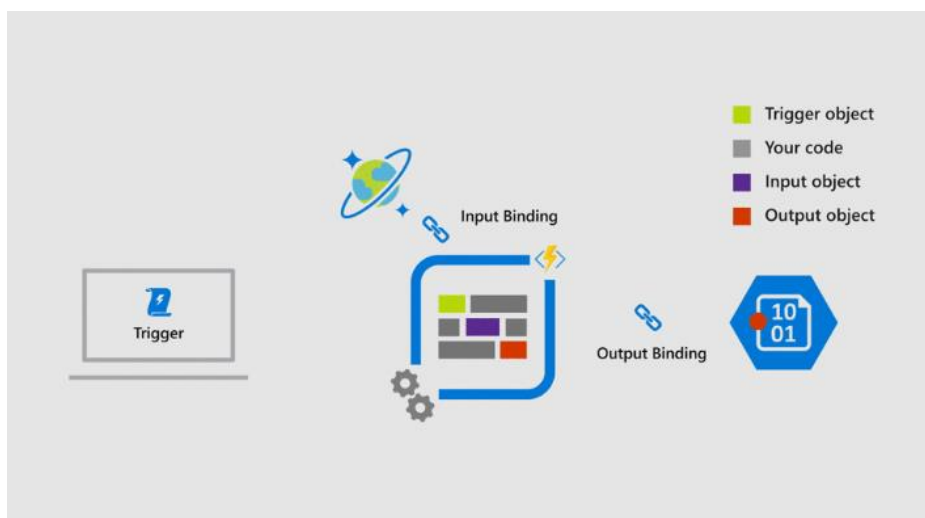 Trigger object
Your code
Input object
Output object
Input Binding
Trigger
Output Binding
10
01